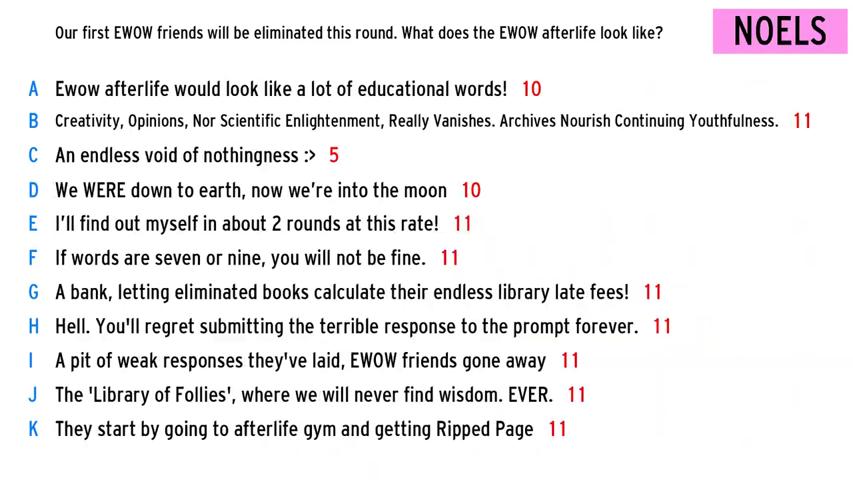 Our first EWOW friends will be eliminated this round. What does the EWOW afterlife look like?
NOELS
A Ewow afterlife would look like a lot of educational words! 10
B Creativity, Opinions, Nor Scientific Enlightenment, Really Vanishes. Archives Nourish Continuing Youthfulness. 11
C An endless void of nothingness :> 5
D We WERE down to earth, now we're into the moon 10
E I'll find out myself in about 2 rounds at this rate! 11
F If words are seven or nine, you will not be fine. 11
G A bank, letting eliminated books calculate their endless library late fees! 11
H Hell. You'll regret submitting the terrible response to the prompt forever. 11
I A pit of weak responses they've laid, EWOW friends gone away 11
J The 'Library of Follies', where we will never find wisdom. EVER. 11
K They start by going to afterlife gym and getting Ripped Page 11